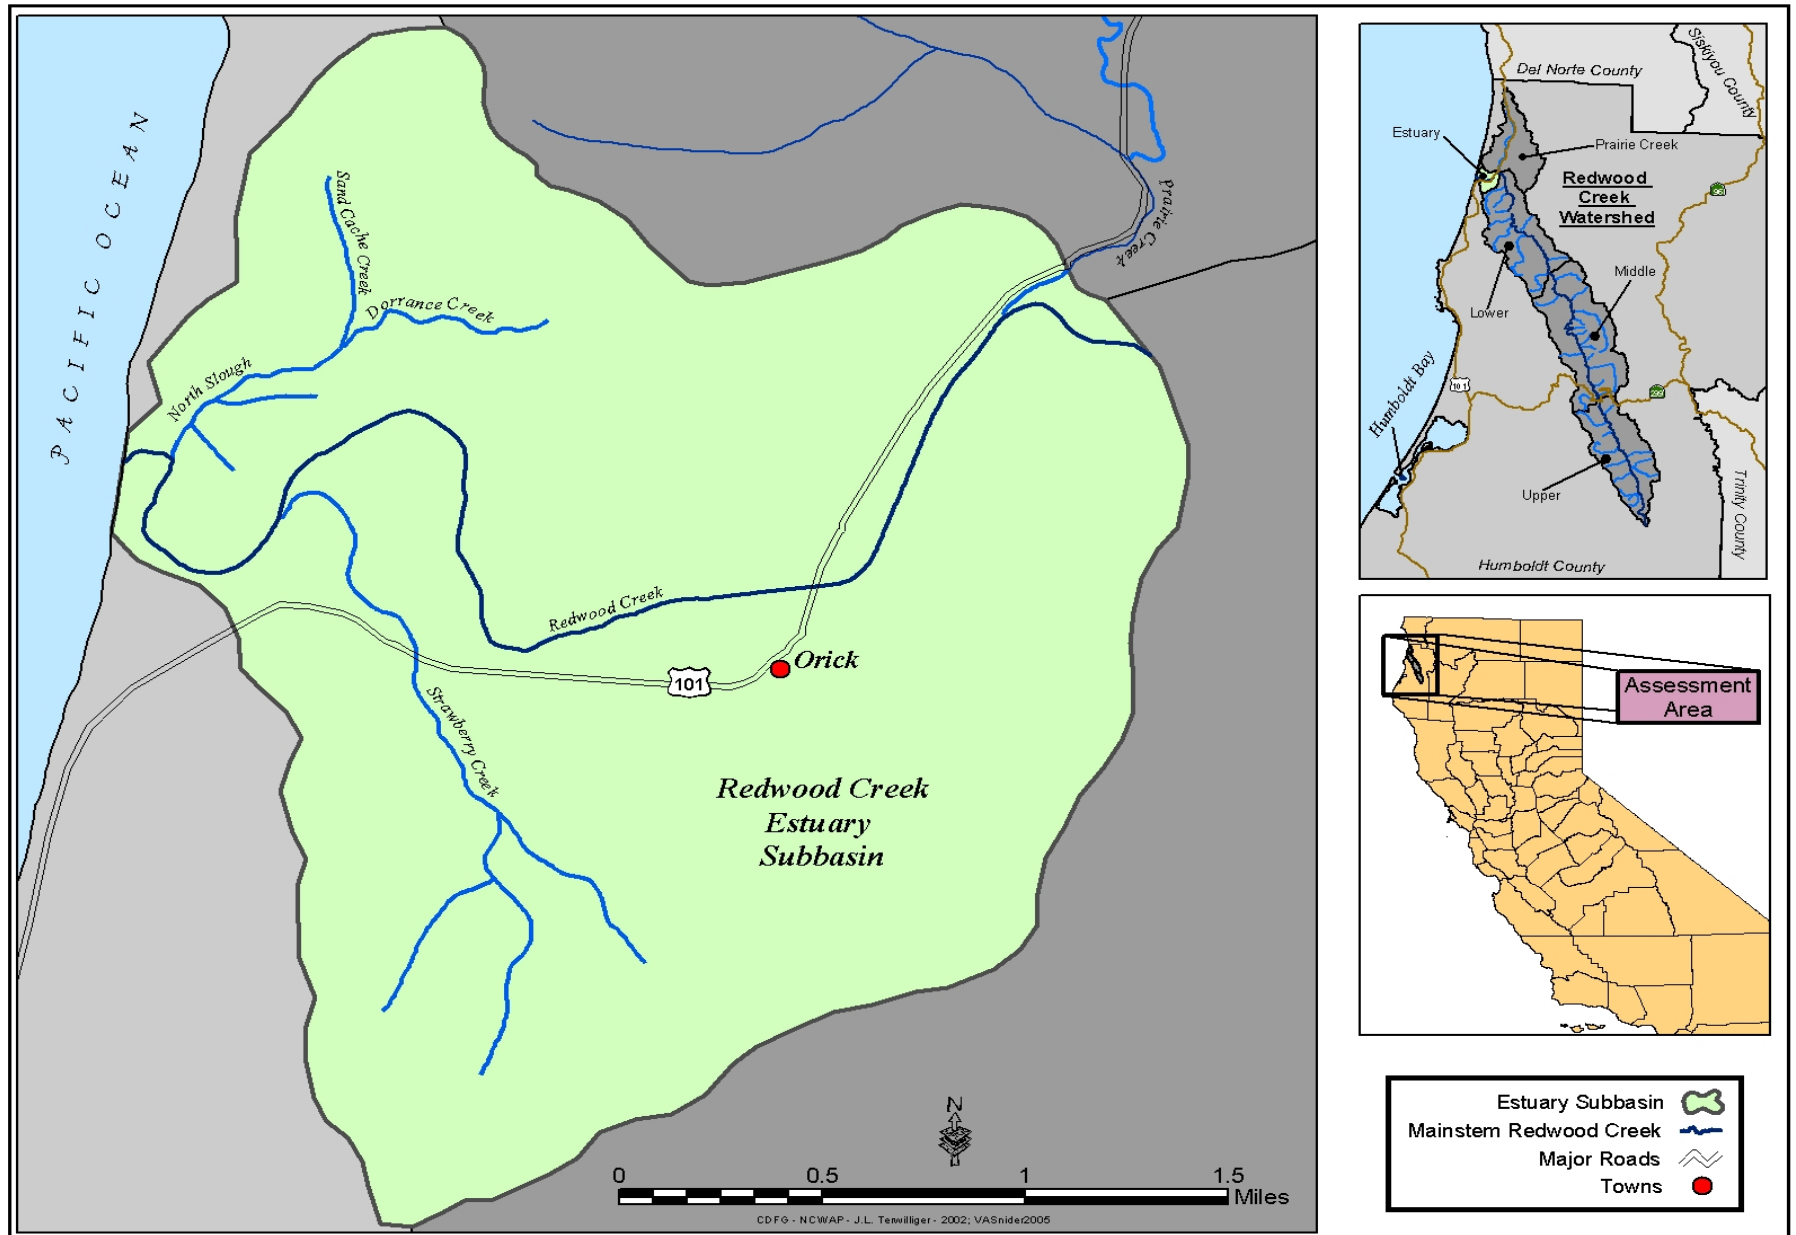 PACIFIC OCEAN
Sand Cache Creek
Dorrance Creek
North Slough
Prairie Creek
Redwood Creek
101
Orick
Strawberry Creek
Redwood Creek
Estuary
Subbasin
N
0 0.5 1 1.5
Miles
CDFG - NCWAP - J.L. Terwilliger - 2002; VASnider2005
Siskiyou County
Del Norte County
Estuary
Prairie Creek
Redwood
Creek
Watershed
Middle
Lower
101
Humboldt Bay
Upper
Trinity County
Humboldt County
Assessment
Area
Estuary Subbasin
Mainstem Redwood Creek
Major Roads
Towns